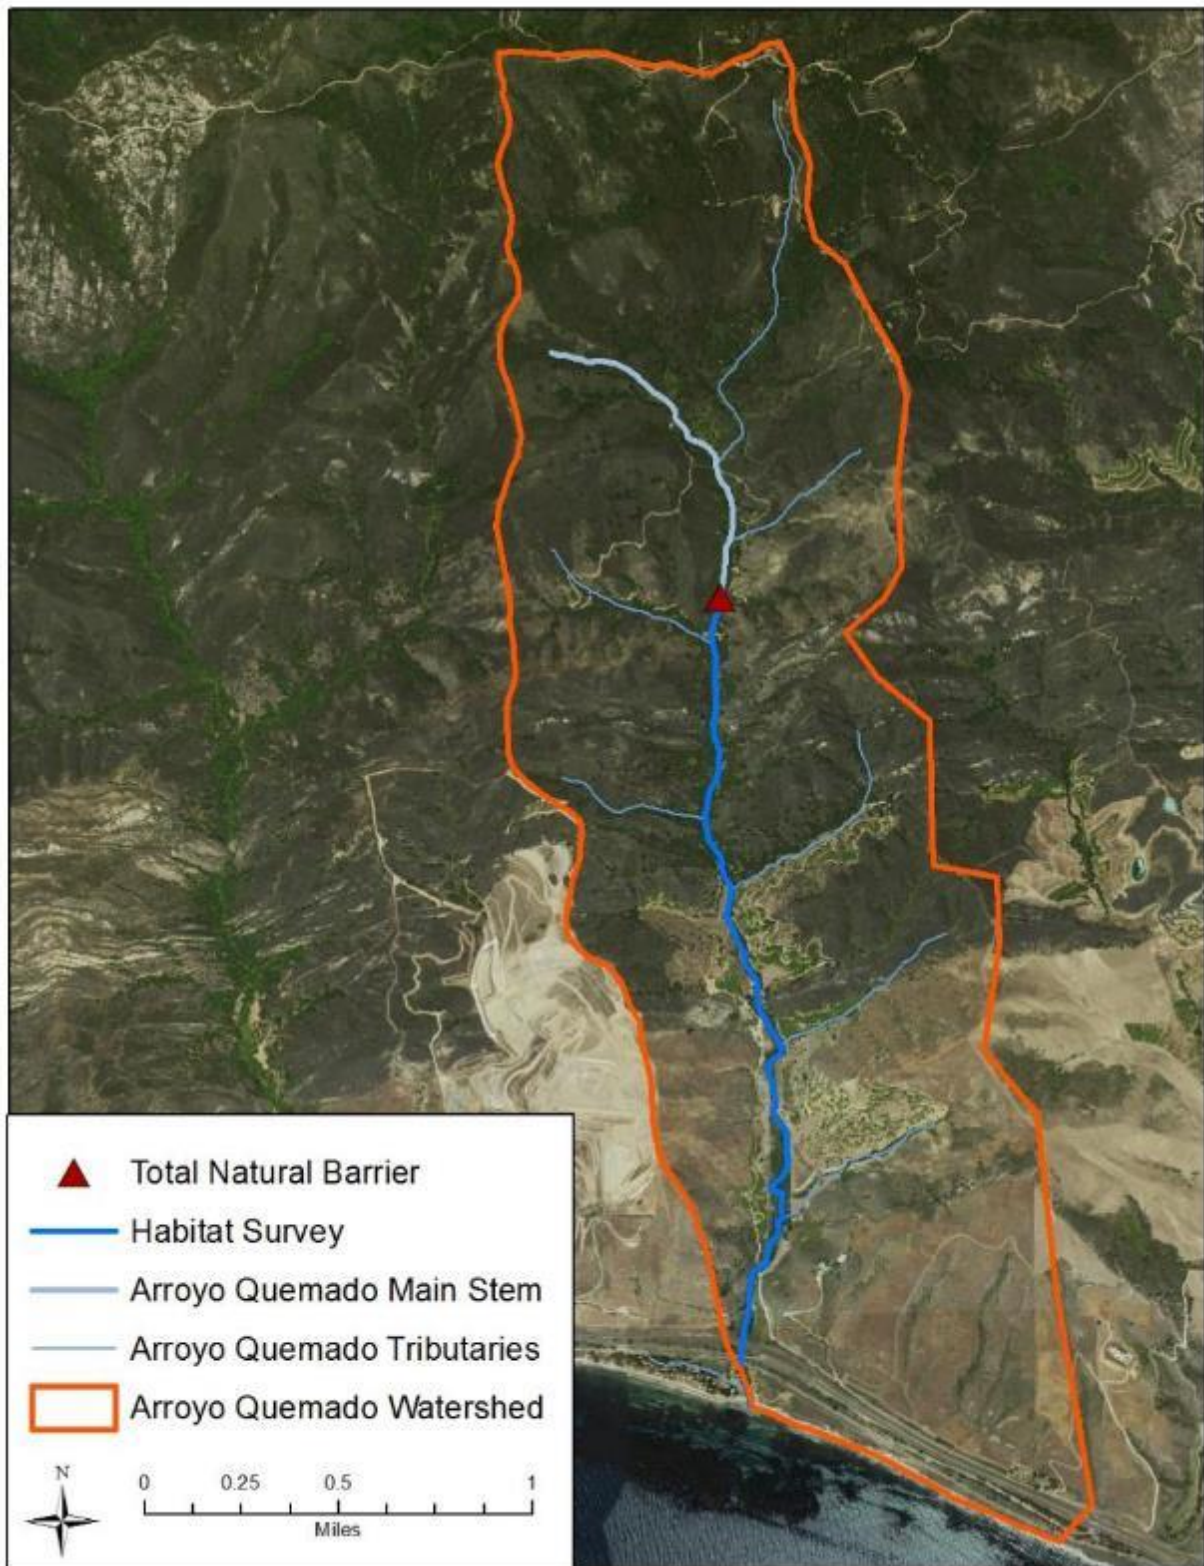 Total Natural Barrier
Habitat Survey
Arroyo Quemado Main Stem
Arroyo Quemado Tributaries
Arroyo Quemado Watershed
N
0 0.25 0.5 1
Miles